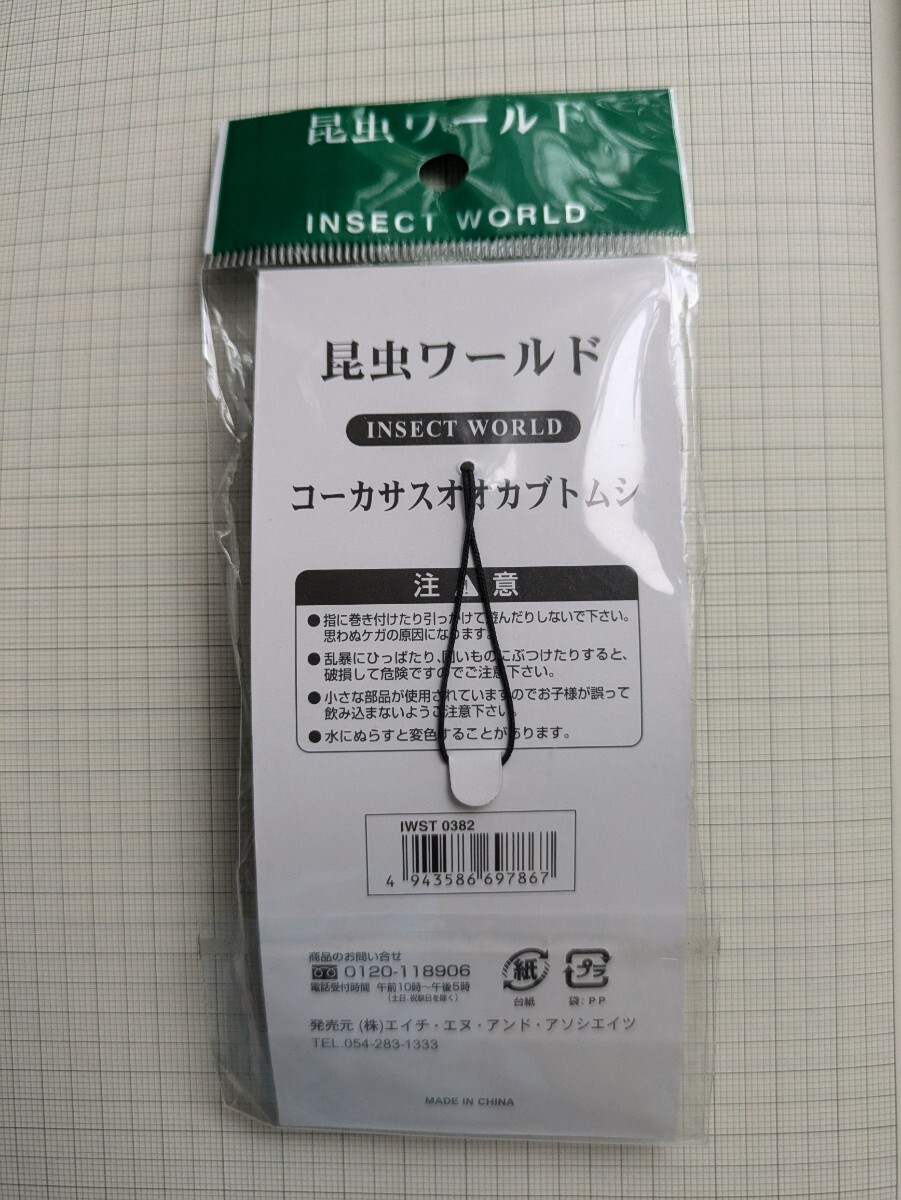 昆虫ワールド
INSECT WORLD
昆虫ワールド
INSECT WORLD
コーカサスオオカブトムシ
注 ⚠ 意
●指に巻き付けたり引っかけて遊んだりしないで下さい。
思わぬケガの原因になります。
●乱暴にひっぱたり、固いものにぶつけたりすると、
破損して危険ですのでご注意下さい。
●小さな部品が使用されていますのでお子様が誤って
飲み込まないようご注意下さい。
●水にぬらすと変色することがあります。
IWST 0382
4 943586 697867
商品のお問い合せ
0120-118906
電話受付時間 午前10時〜午後5時
(土日、祝祭日を除く)
紙
台紙
プラ
袋:PP
発売元 (株)エイチ・エヌ・アンド・アソシエイツ
TEL.054-283-1333
MADE IN CHINA